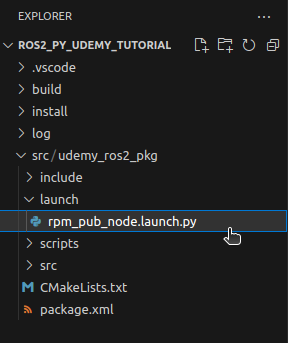 EXPLORER
ROS2_PY_UDEMY_TUTORIAL
.vscode
build
install
log
src/udemy_ros2_pkg
include
launch
rpm_pub_node.launch.py
scripts
src
CMakeLists.txt
package.xml